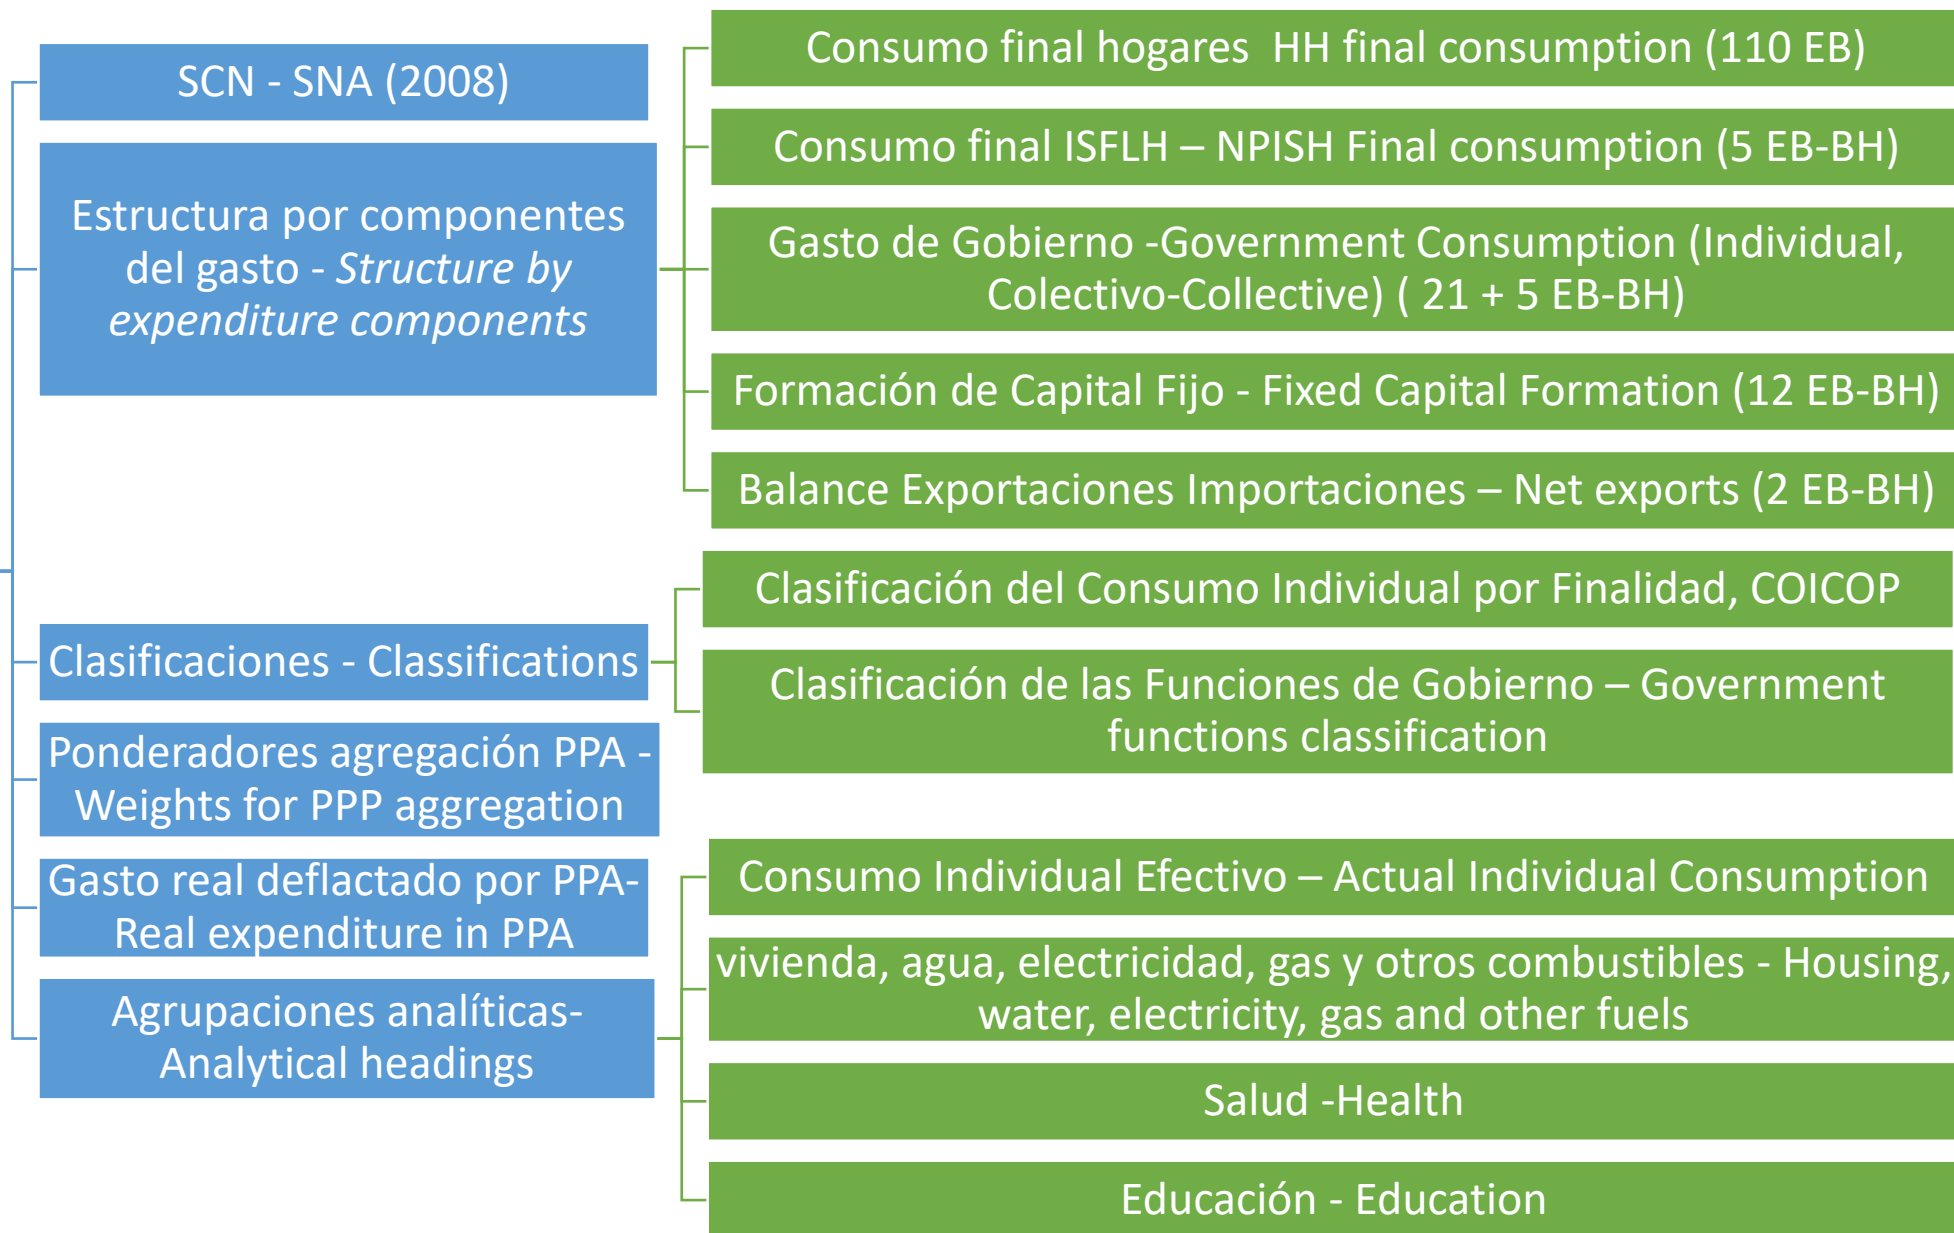 SCN - SNA (2008)
Estructura por componentes
del gasto - Structure by
expenditure components
Consumo final hogares  HH final consumption (110 EB)
Consumo final ISFLH – NPISH Final consumption (5 EB-BH)
Gasto de Gobierno -Government Consumption (Individual,
Colectivo-Collective) ( 21 + 5 EB-BH)
Formación de Capital Fijo - Fixed Capital Formation (12 EB-BH)
Balance Exportaciones Importaciones – Net exports (2 EB-BH)
Clasificaciones - Classifications
Clasificación del Consumo Individual por Finalidad, COICOP
Clasificación de las Funciones de Gobierno – Government
functions classification
Ponderadores agregación PPA -
Weights for PPP aggregation
Gasto real deflactado por PPA-
Real expenditure in PPA
Agrupaciones analíticas-
Analytical headings
Consumo Individual Efectivo – Actual Individual Consumption
vivienda, agua, electricidad, gas y otros combustibles - Housing,
water, electricity, gas and other fuels
Salud -Health
Educación - Education